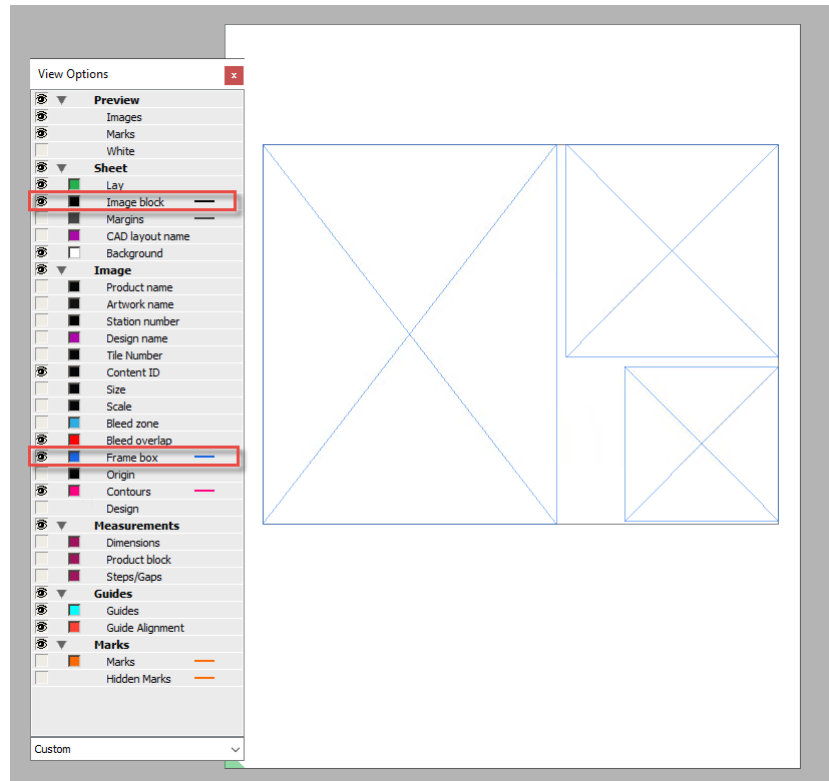 View Options
x
Preview
Images
Marks
White
Sheet
Lay
Image block
Margins
CAD layout name
Background
Image
Product name
Artwork name
Station number
Design name
Tile Number
Content ID
Size
Scale
Bleed zone
Bleed overlap
Frame box
Origin
Contours
Design
Measurements
Dimensions
Product block
Steps/Gaps
Guides
Guides
Guide Alignment
Marks
Marks
Hidden Marks
Custom